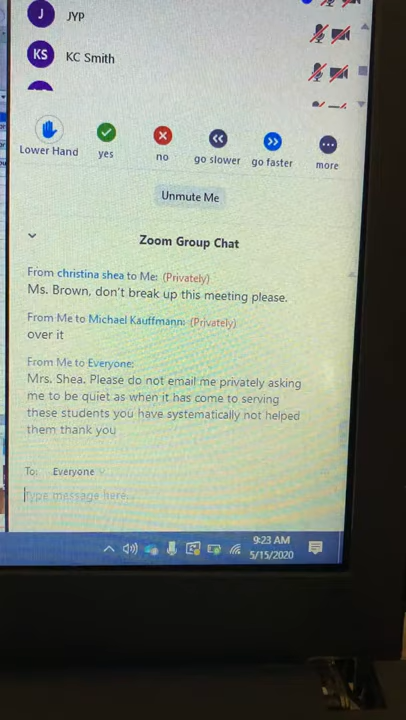 J JYP
KS KC Smith
Lower Hand yes no go slower go faster more
Unmute Me
Zoom Group Chat
From christina shea to Me: (Privately)
Ms. Brown, don't break up this meeting please.
From Me to Michael Kauffmann: (Privately)
over it
From Me to Everyone:
Mrs. Shea. Please do not email me privately asking
me to be quiet as when it has come to serving
these students you have systematically not helped
them thank you
To: Everyone
Type message here...
9:23 AM
5/15/2020